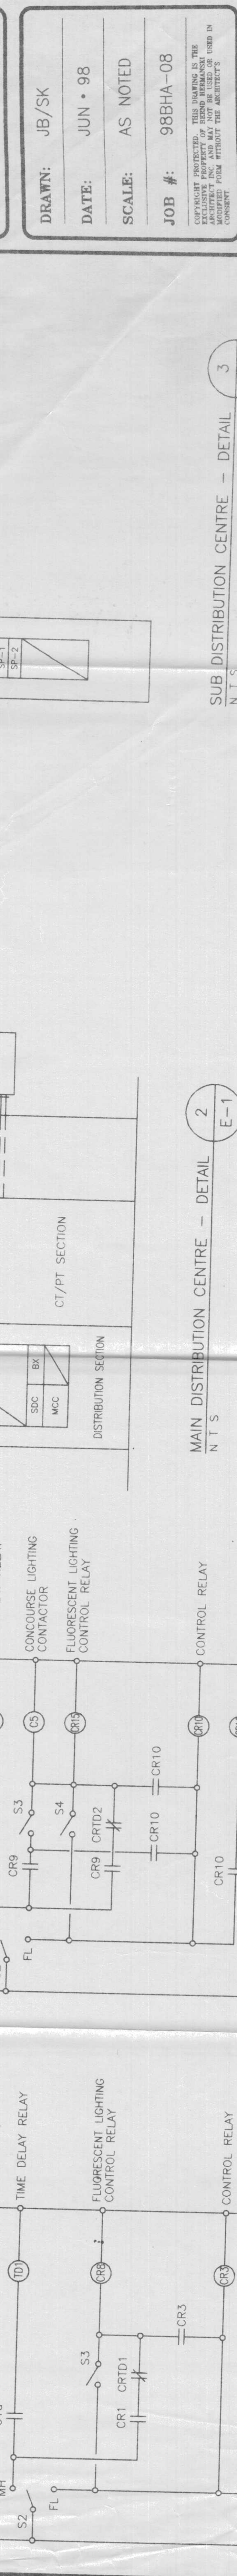 DRAWN: JB/SK
DATE: JUN • 98
SCALE: AS NOTED
JOB #: 98BHA-08
COPYRIGHT PROTECTED. THIS DRAWING IS THE
EXCLUSIVE PROPERTY OF BERND HERMANSKI
ARCHITECT INC. AND MAY NOT BE USED OR USED IN
MODIFIED FORM WITHOUT THE ARCHITECT'S
CONSENT.
SP-1
SP-2
SUB DISTRIBUTION CENTRE - DETAIL
3
N T S
CT/PT SECTION
SDC
BX
MCC
DISTRIBUTION SECTION
MAIN DISTRIBUTION CENTRE - DETAIL
2
E-1
N T S
CONCOURSE LIGHTING
CONTACTOR
FLUORESCENT LIGHTING
CONTROL RELAY
CONTROL RELAY
C5
CR15
CR10
S3
S4
CR9
CRTD2
CR9
CR10
CR10
CR10
FL
TIME DELAY RELAY
FLUORESCENT LIGHTING
CONTROL RELAY
CONTROL RELAY
TD1
CR8
CR3
S3
CR1
CRTD1
CR3
MH
S2
FL